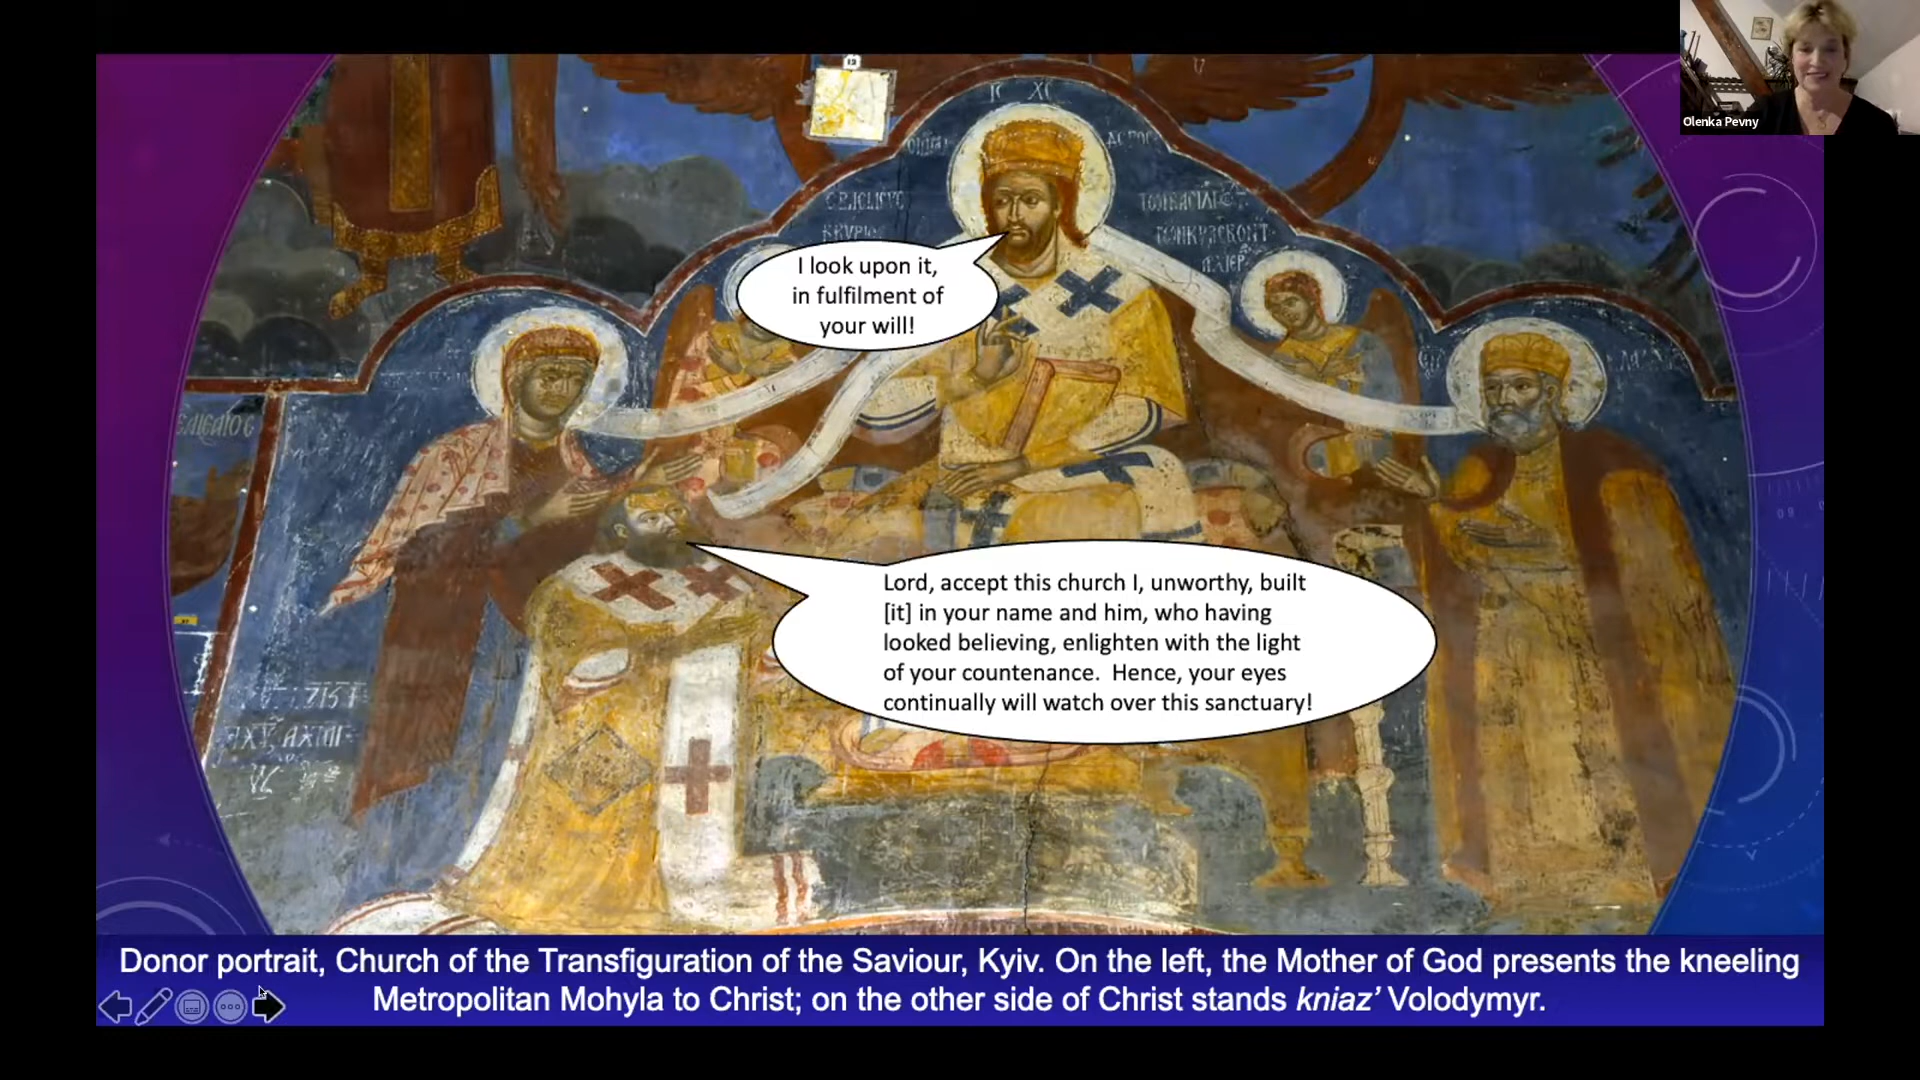 Olenka Pevny
IC XC
I look upon it,
in fulfilment of
your will!
ЕΛΙСΑΙΟС
Lord, accept this church I, unworthy, built
[it] in your name and him, who having
looked believing, enlighten with the light
of your countenance.  Hence, your eyes
continually will watch over this sanctuary!
Donor portrait, Church of the Transfiguration of the Saviour, Kyiv. On the left, the Mother of God presents the kneeling
Metropolitan Mohyla to Christ; on the other side of Christ stands kniaz’ Volodymyr.